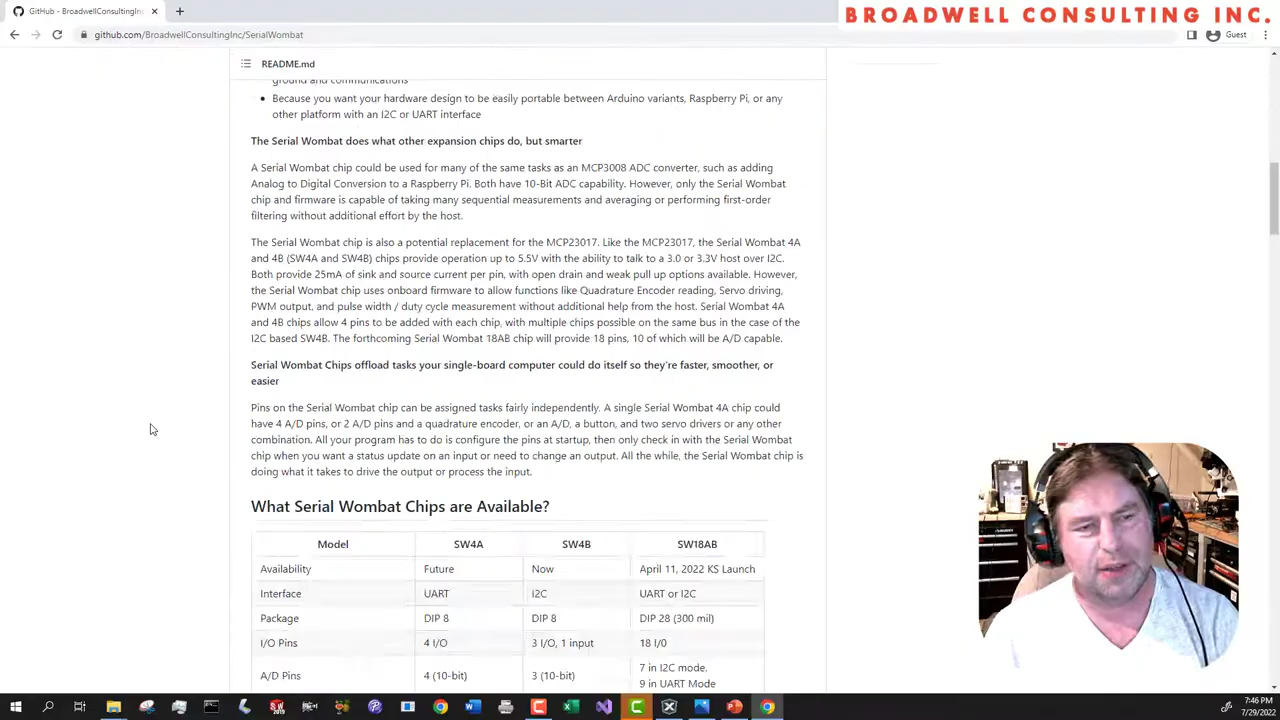 GitHub - BroadwellConsultingInc
BROADWELL CONSULTING INC.
github.com/BroadwellConsultingInc/SerialWombat
Guest
README.md
ground and communications
Because you want your hardware design to be easily portable between Arduino variants, Raspberry Pi, or any
other platform with an I2C or UART interface
The Serial Wombat does what other expansion chips do, but smarter
A Serial Wombat chip could be used for many of the same tasks as an MCP3008 ADC converter, such as adding
Analog to Digital Conversion to a Raspberry Pi. Both have 10-Bit ADC capability. However, only the Serial Wombat
chip and firmware is capable of taking many sequential measurements and averaging or performing first-order
filtering without additional effort by the host.
The Serial Wombat chip is also a potential replacement for the MCP23017. Like the MCP23017, the Serial Wombat 4A
and 4B (SW4A and SW4B) chips provide operation up to 5.5V with the ability to talk to a 3.0 or 3.3V host over I2C.
Both provide 25mA of sink and source current per pin, with open drain and weak pull up options available. However,
the Serial Wombat chip uses onboard firmware to allow functions like Quadrature Encoder reading, Servo driving,
PWM output, and pulse width / duty cycle measurement without additional help from the host. Serial Wombat 4A
and 4B chips allow 4 pins to be added with each chip, with multiple chips possible on the same bus in the case of the
I2C based SW4B. The forthcoming Serial Wombat 18AB chip will provide 18 pins, 10 of which will be A/D capable.
Serial Wombat Chips offload tasks your single-board computer could do itself so they're faster, smoother, or
easier
Pins on the Serial Wombat chip can be assigned tasks fairly independently. A single Serial Wombat 4A chip could
have 4 A/D pins, or 2 A/D pins and a quadrature encoder, or an A/D, a button, and two servo drivers or any other
combination. All your program has to do is configure the pins at startup, then only check in with the Serial Wombat
chip when you want a status update on an input or need to change an output. All the while, the Serial Wombat chip is
doing what it takes to drive the output or process the input.
What Serial Wombat Chips are Available?
Model SW4A SW4B SW18AB
Availability Future Now April 11, 2022 KS Launch
Interface UART I2C UART or I2C
Package DIP 8 DIP 8 DIP 28 (300 mil)
I/O Pins 4 I/O 3 I/O, 1 input 18 I/0
A/D Pins 4 (10-bit) 3 (10-bit) 7 in I2C mode,
9 in UART Mode
7:46 PM
7/29/2022